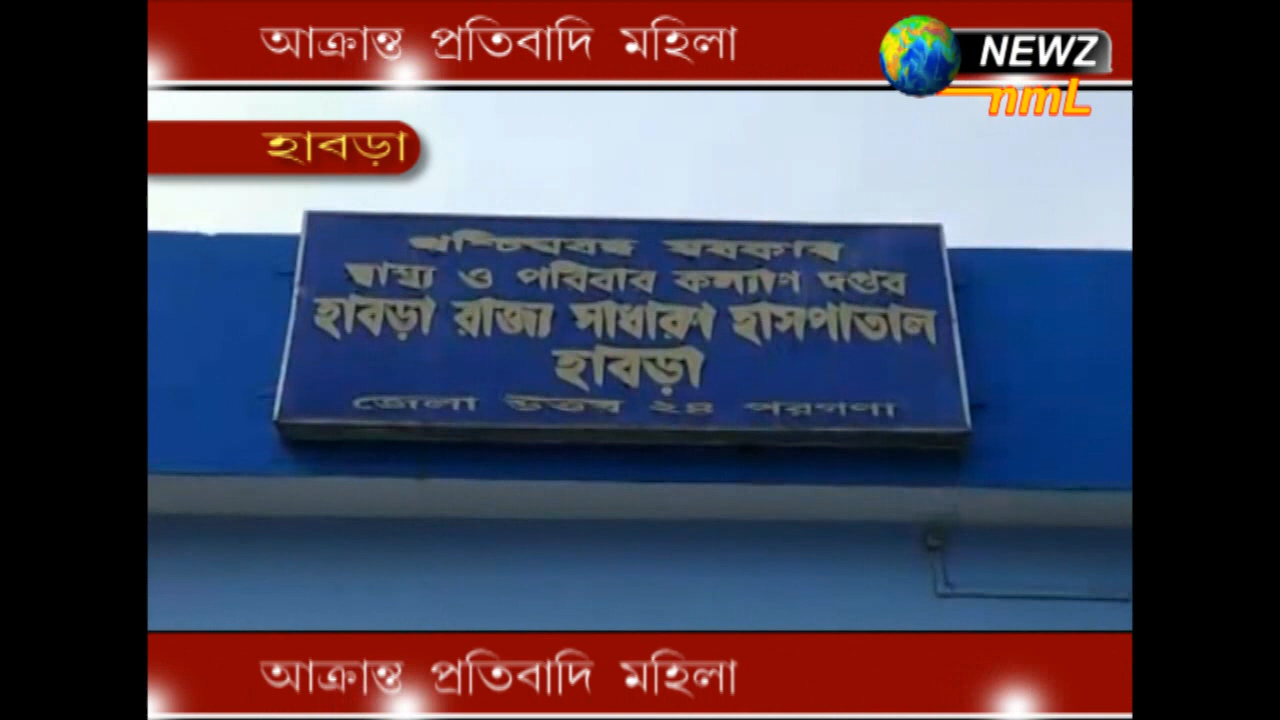 আক্রান্ত প্রতিবাদি মহিলা
NEWZ
nmL
হাবড়া
পশ্চিমবঙ্গ সরকার
স্বাস্থ্য ও পরিবার কল্যাণ দপ্তর
হাবড়া রাজ্য সাধারণ হাসপাতাল
হাবড়া
জেলা উত্তর ২৪ পরগণা
আক্রান্ত প্রতিবাদি মহিলা